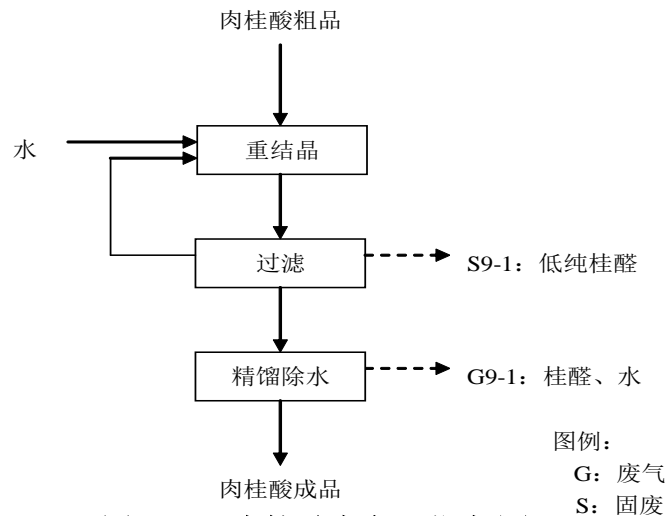 肉桂酸粗品
水
重结晶
过滤
S9-1：低纯桂醛
精馏除水
G9-1：桂醛、水
图例：
G：废气
肉桂酸成品
S：固废